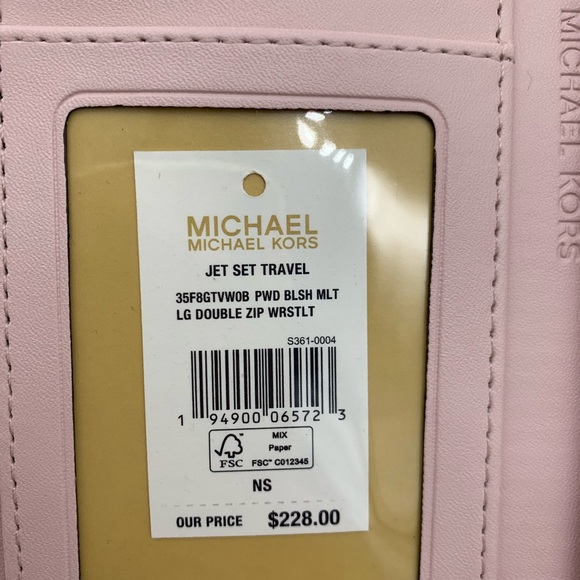 MICHAEL
MICHAEL KORS
JET SET TRAVEL
35F8GTVW0B PWD BLSH MLT
LG DOUBLE ZIP WRSTLT
S361-0004
1 94900 06572 3
FSC
MIX
Paper
FSC™ C012345
NS
OUR PRICE $228.00
MICHAEL KORS